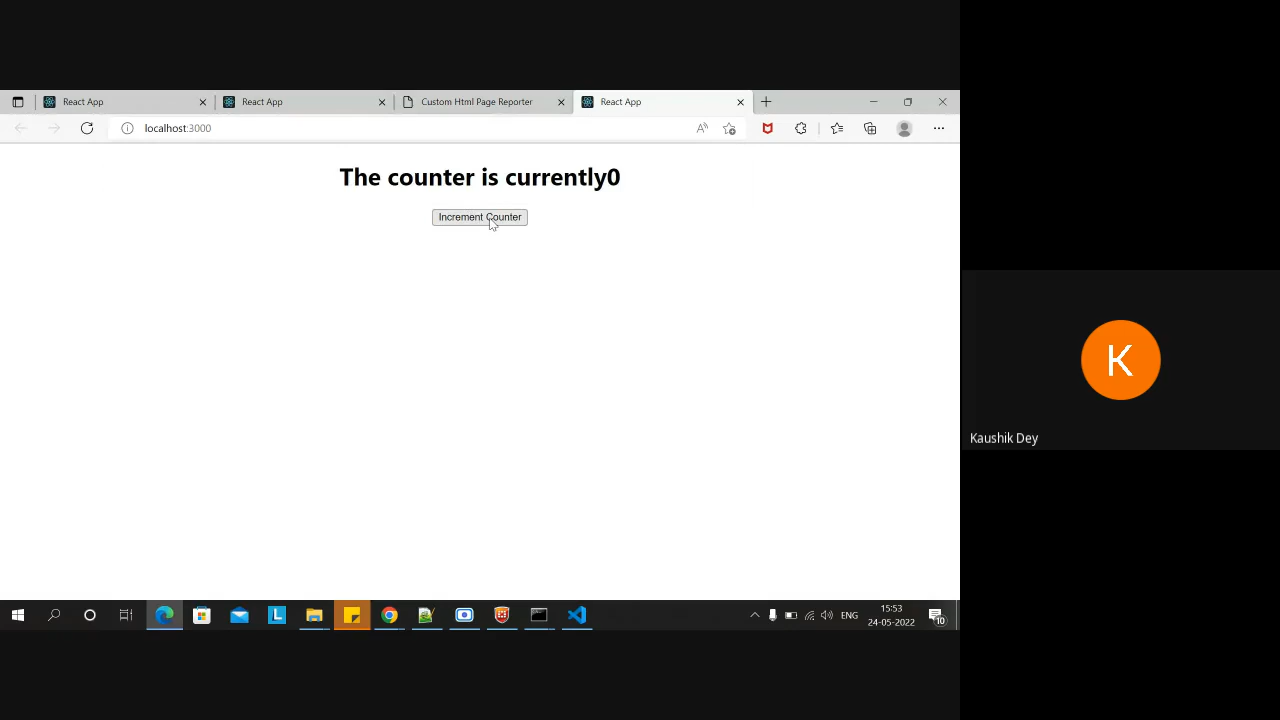 React App
React App
Custom Html Page Reporter
React App
localhost:3000
The counter is currently0
Increment Counter
K
Kaushik Dey
L
ENG
15:53
24-05-2022
10